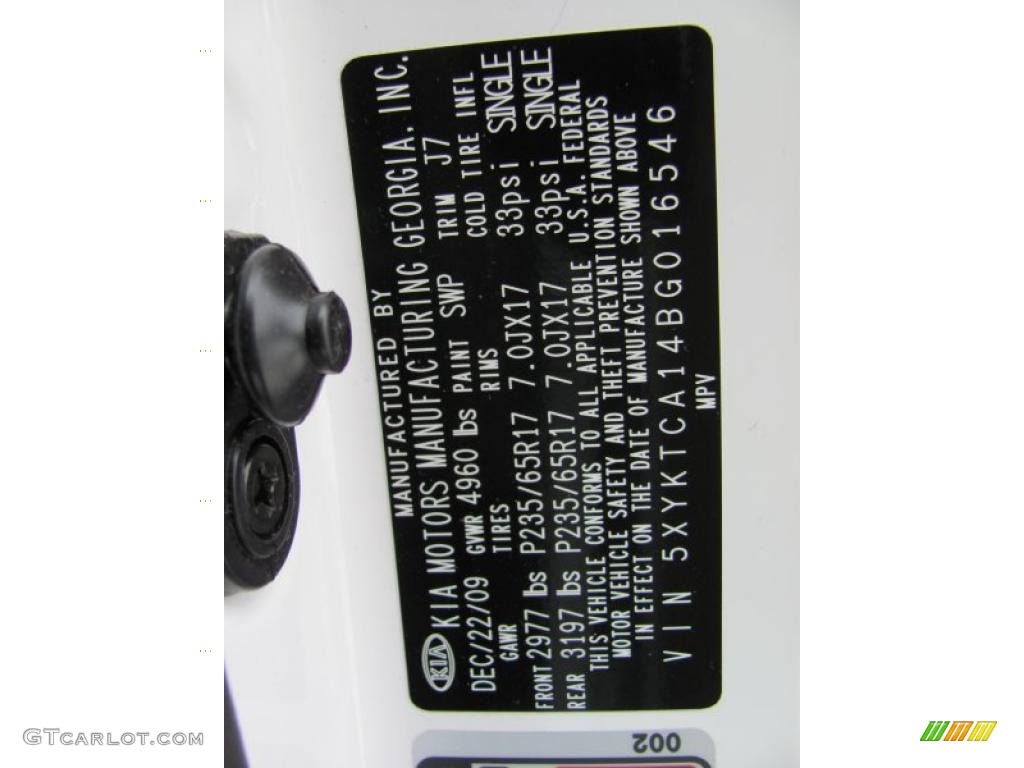 MANUFACTURED BY
KIA KIA MOTORS MANUFACTURING GEORGIA, INC.
DEC/22/09 GVWR 4960 lbs PAINT SWP TRIM J7
GAWR TIRES RIMS COLD TIRE INFL
FRONT 2977 lbs P235/65R17 7.0JX17 33psi SINGLE
REAR 3197 lbs P235/65R17 7.0JX17 33psi SINGLE
THIS VEHICLE CONFORMS TO ALL APPLICABLE U.S.A. FEDERAL
MOTOR VEHICLE SAFETY AND THEFT PREVENTION STANDARDS
IN EFFECT ON THE DATE OF MANUFACTURE SHOWN ABOVE
VIN 5XYKTCA14BG016546
MPV
002
GTCARLOT.COM